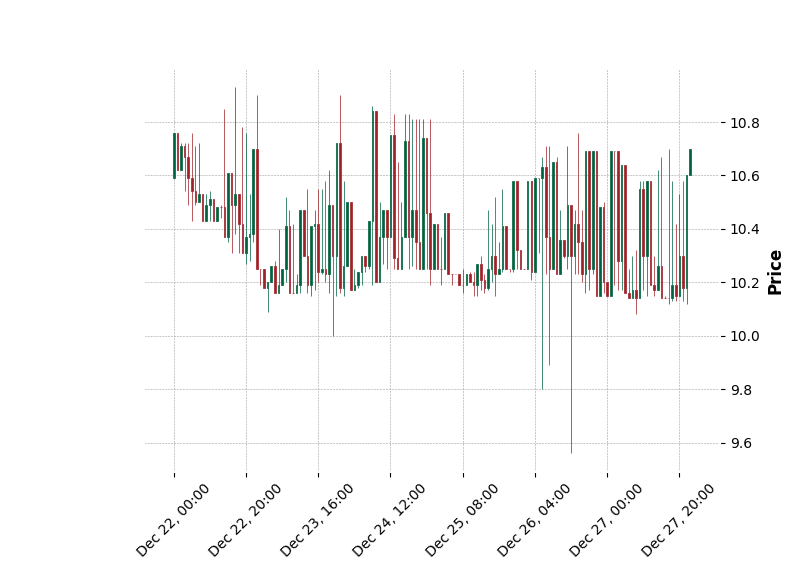 10.8
10.6
10.4
10.2
10.0
9.8
9.6
Price
Dec 22, 00:00
Dec 22, 20:00
Dec 23, 16:00
Dec 24, 12:00
Dec 25, 08:00
Dec 26, 04:00
Dec 27, 00:00
Dec 27, 20:00